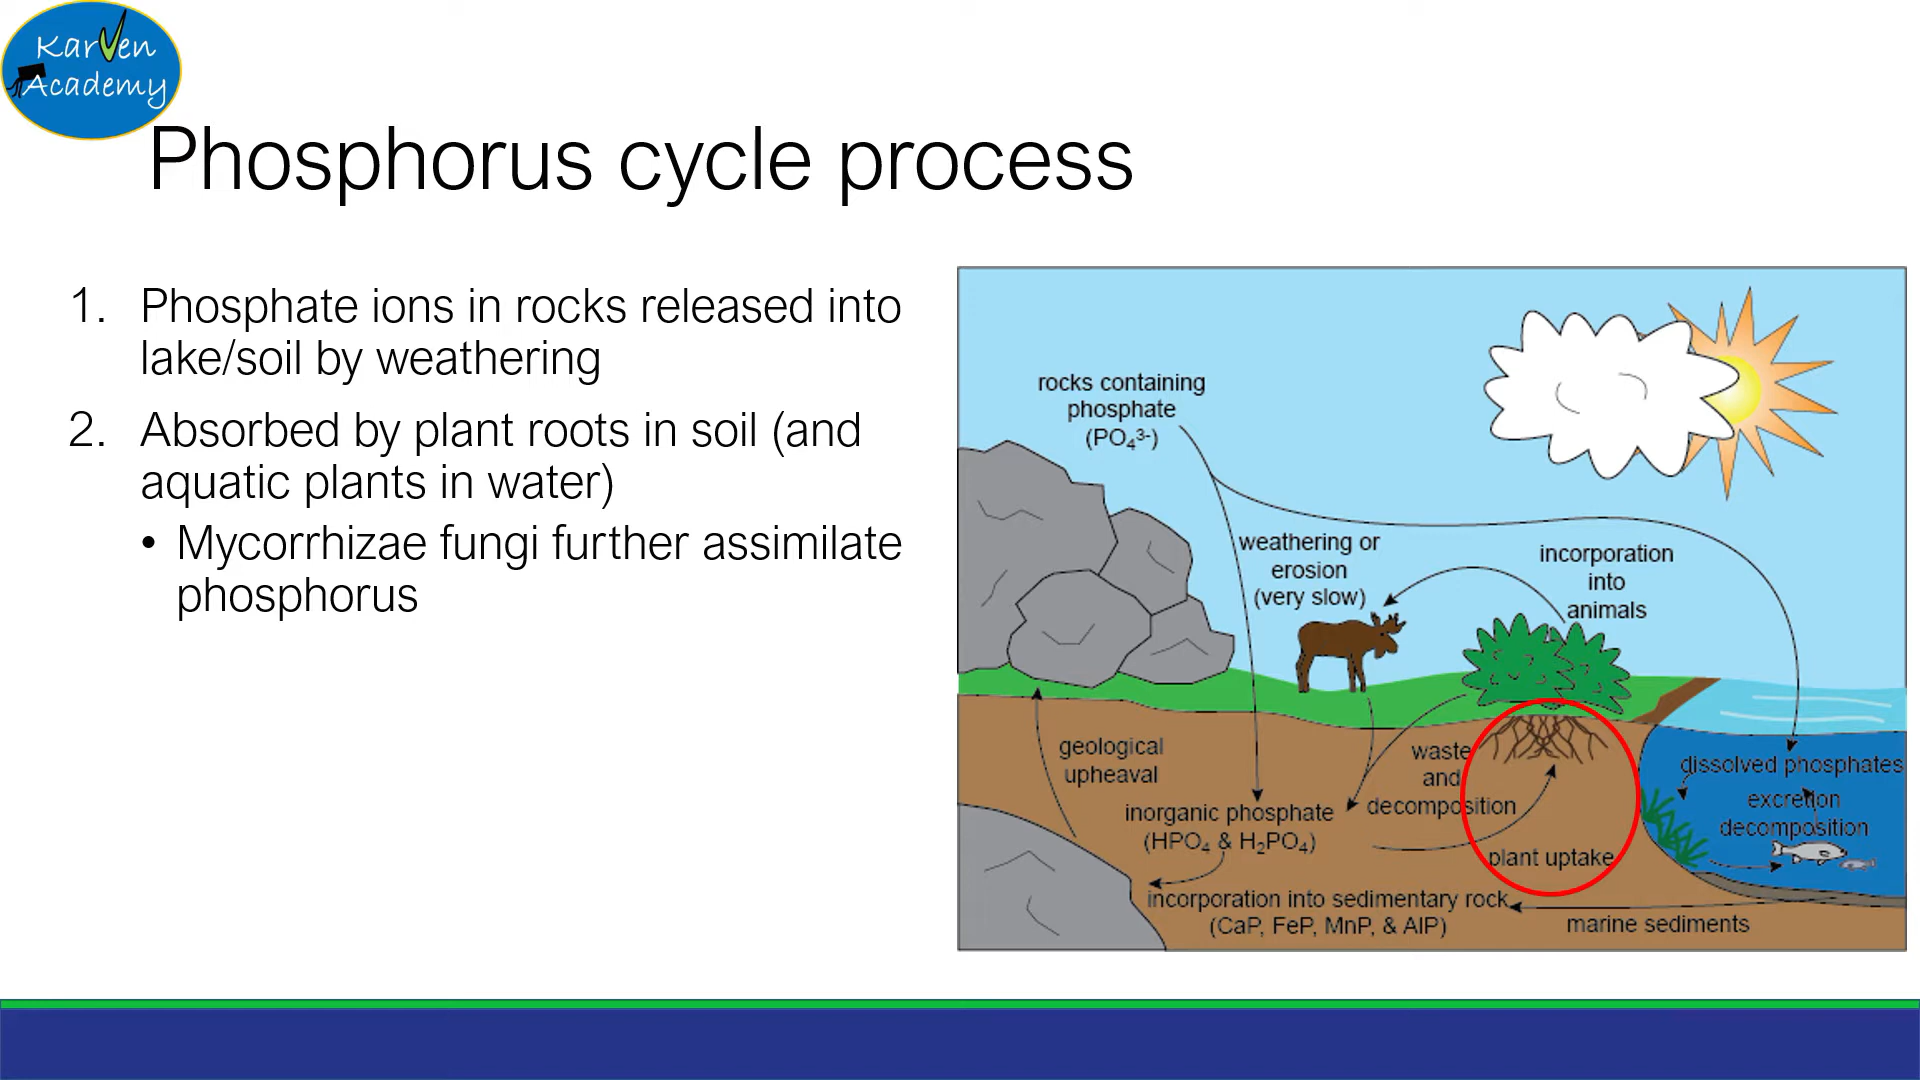 Karven
Academy
Phosphorus cycle process
1. Phosphate ions in rocks released into
lake/soil by weathering
2. Absorbed by plant roots in soil (and
aquatic plants in water)
• Mycorrhizae fungi further assimilate
phosphorus
rocks containing
phosphate
(PO₄³⁻)
weathering or
erosion
(very slow)
incorporation
into
animals
geological
upheaval
waste
and
decomposition
inorganic phosphate
(HPO₄ & H₂PO₄)
plant uptake
dissolved phosphates
excretion
decomposition
incorporation into sedimentary rock
(CaP, FeP, MnP, & AlP)
marine sediments